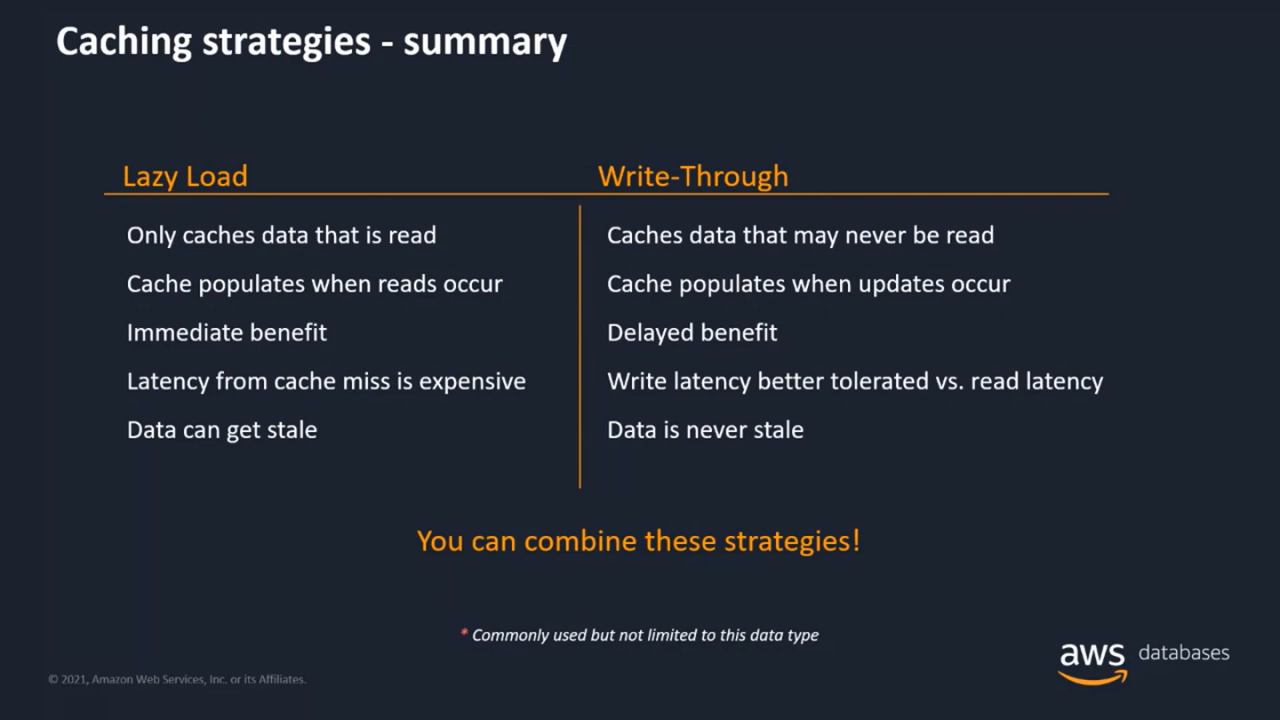 Caching strategies - summary
Lazy Load
Write-Through
Only caches data that is read
Caches data that may never be read
Cache populates when reads occur
Cache populates when updates occur
Immediate benefit
Delayed benefit
Latency from cache miss is expensive
Write latency better tolerated vs. read latency
Data can get stale
Data is never stale
You can combine these strategies!
* Commonly used but not limited to this data type
aws databases
© 2021, Amazon Web Services, Inc. or its Affiliates.